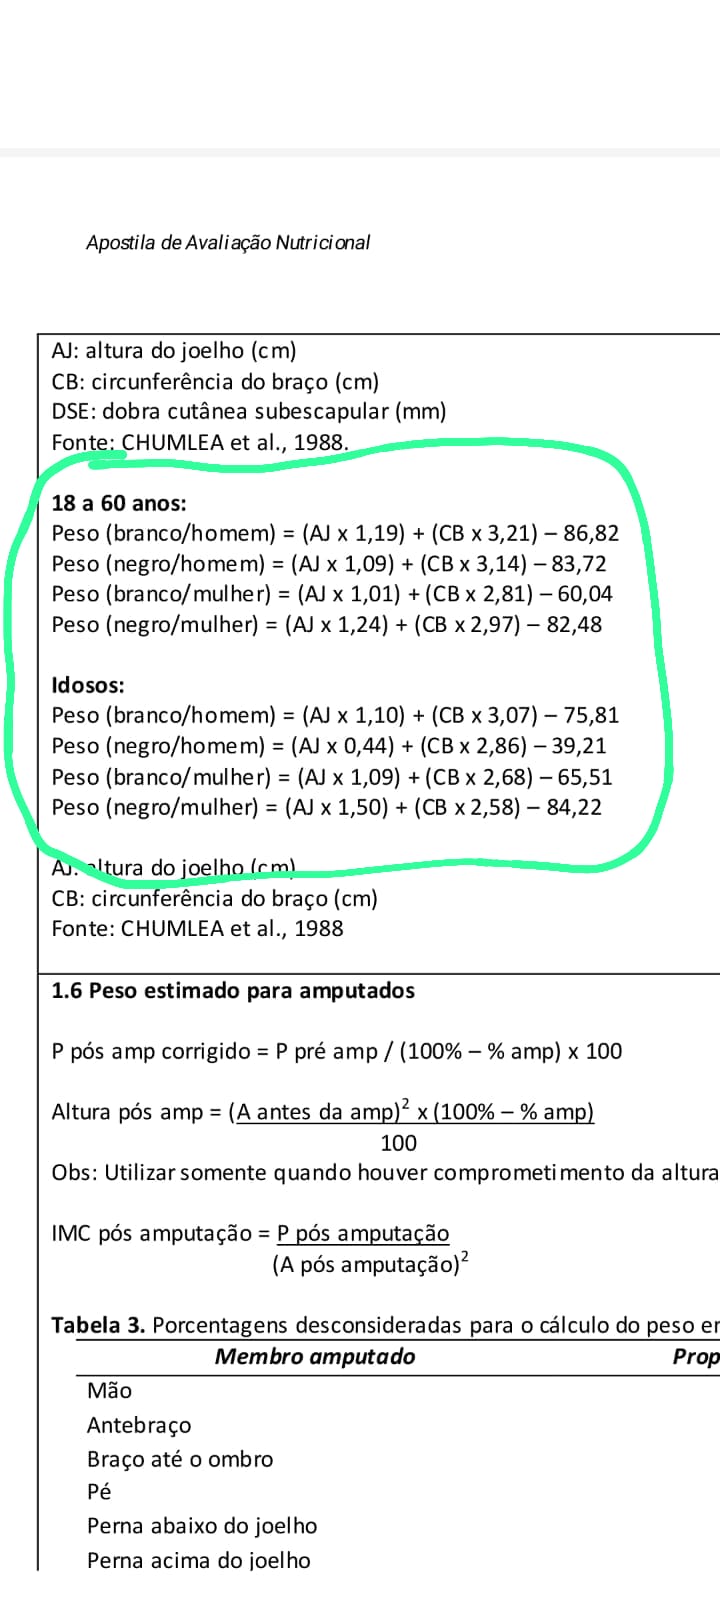 Apostila de Avaliação Nutricional
AJ: altura do joelho (cm)
CB: circunferência do braço (cm)
DSE: dobra cutânea subescapular (mm)
Fonte: CHUMLEA et al., 1988.
18 a 60 anos:
Peso (branco/homem) = (AJ x 1,19) + (CB x 3,21) – 86,82
Peso (negro/homem) = (AJ x 1,09) + (CB x 3,14) – 83,72
Peso (branco/mulher) = (AJ x 1,01) + (CB x 2,81) – 60,04
Peso (negro/mulher) = (AJ x 1,24) + (CB x 2,97) – 82,48
Idosos:
Peso (branco/homem) = (AJ x 1,10) + (CB x 3,07) – 75,81
Peso (negro/homem) = (AJ x 0,44) + (CB x 2,86) – 39,21
Peso (branco/mulher) = (AJ x 1,09) + (CB x 2,68) – 65,51
Peso (negro/mulher) = (AJ x 1,50) + (CB x 2,58) – 84,22
AJ: altura do joelho (cm)
CB: circunferência do braço (cm)
Fonte: CHUMLEA et al., 1988
1.6 Peso estimado para amputados
P pós amp corrigido = P pré amp / (100% – % amp) x 100
Altura pós amp = (A antes da amp)² x (100% – % amp)
100
Obs: Utilizar somente quando houver comprometimento da altura
IMC pós amputação = P pós amputação
(A pós amputação)²
Tabela 3. Porcentagens desconsideradas para o cálculo do peso
Membro amputado Prop
Mão
Antebraço
Braço até o ombro
Pé
Perna abaixo do joelho
Perna acima do joelho